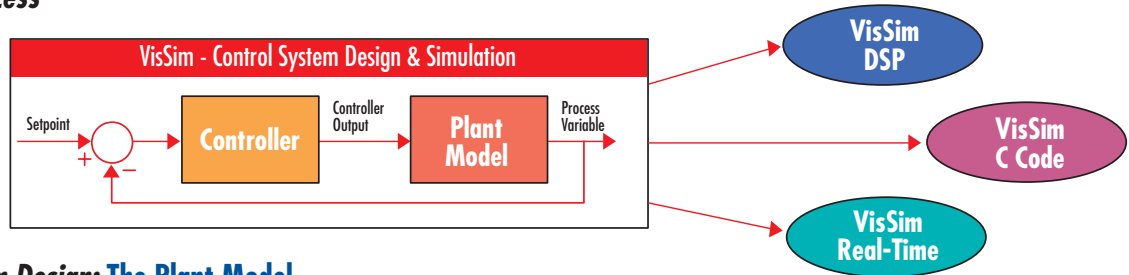 VisSim - Control System Design & Simulation
Setpoint
+
−
Controller
Controller
Output
Plant
Model
Process
Variable
VisSim
DSP
VisSim
C Code
VisSim
Real-Time
Design: The Plant Model